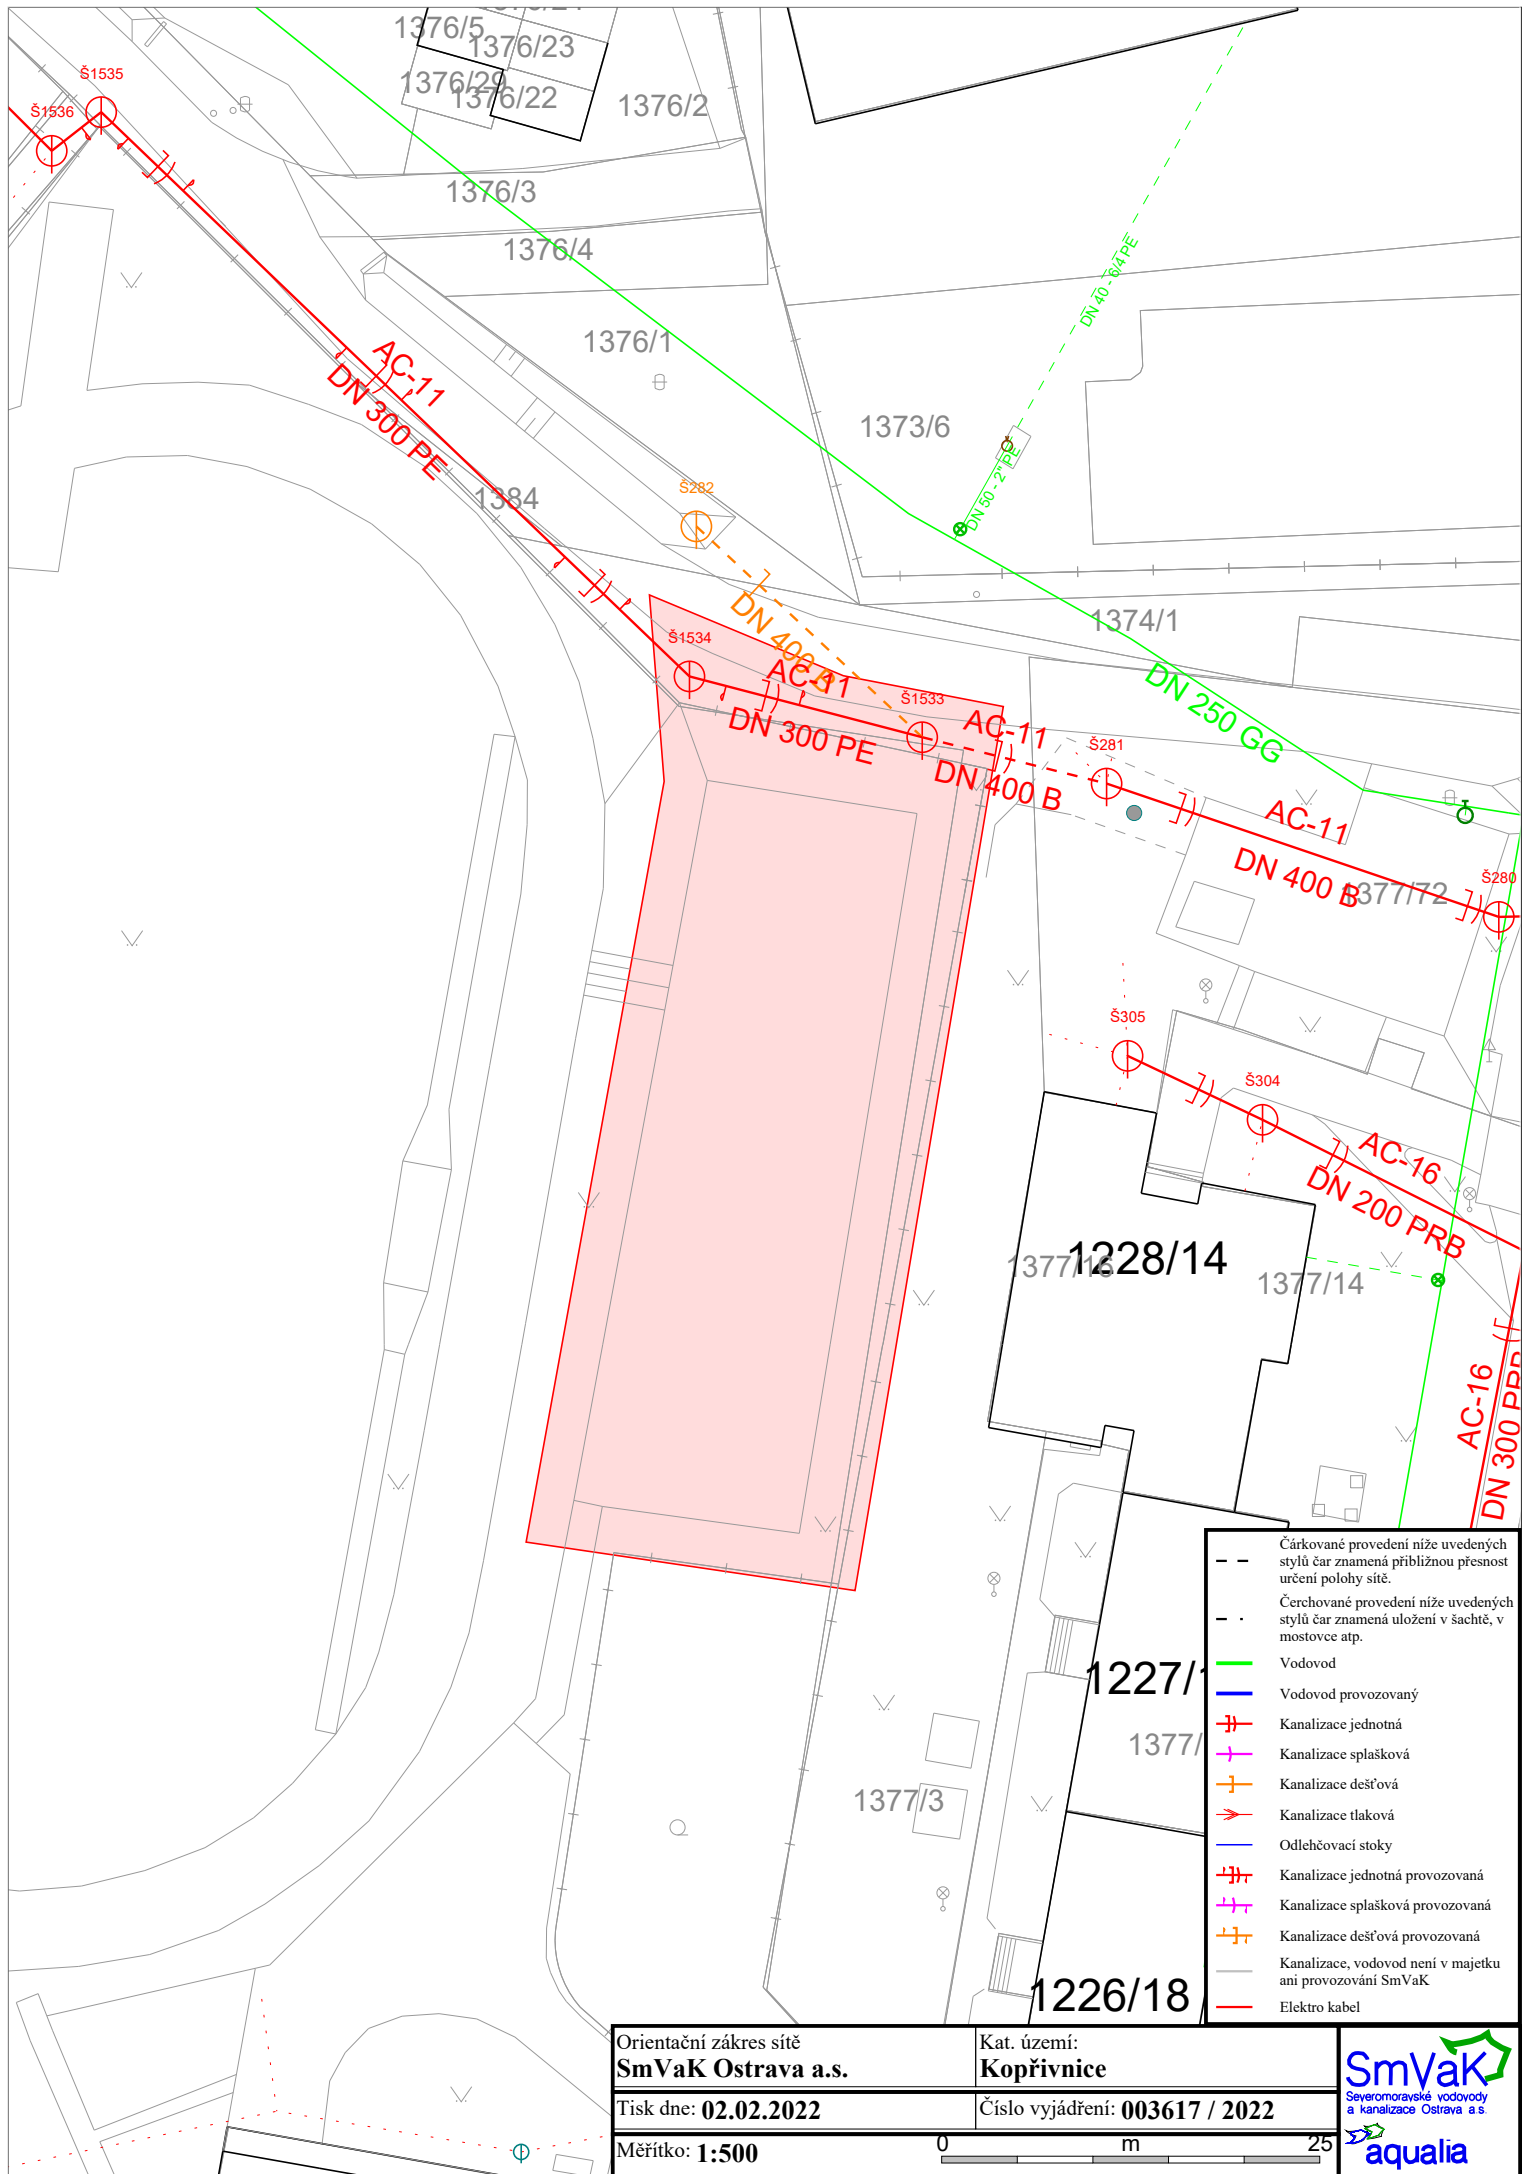 1376/5
1376/23
1376/29
1376/22
1376/2
Š1535
Š1536
1376/3
1376/4
DN 40 - 6/4 PE
1376/1
AC-11
DN 300 PE
1373/6
1384
Š282
DN 50 - 2" PE
DN 400 B
1374/1
Š1534
AC-11
Š1533
DN 300 PE
AC-11
DN 400 B
Š281
DN 250 GG
AC-11
DN 400 B
1377/72
Š280
Š305
Š304
AC-16
DN 200 PRB
1228/14
1377/16
1377/14
AC-16
DN 300 PRB
1227/1
1377/
1377/3
1226/18
Čárkované provedení níže uvedených
stylů čar znamená přibližnou přesnost
určení polohy sítě.
Čerchované provedení níže uvedených
stylů čar znamená uložení v šachtě, v
mostovce atp.
Vodovod
Vodovod provozovaný
Kanalizace jednotná
Kanalizace splašková
Kanalizace dešťová
Kanalizace tlaková
Odlehčovací stoky
Kanalizace jednotná provozovaná
Kanalizace splašková provozovaná
Kanalizace dešťová provozovaná
Kanalizace, vodovod není v majetku
ani provozování SmVaK
Elektro kabel
Orientační zákres sítě
SmVaK Ostrava a.s.
Kat. území:
Kopřivnice
Tisk dne: 02.02.2022
Číslo vyjádření: 003617 / 2022
Měřítko: 1:500
0 m 25
SmVaK
Severomoravské vodovody
a kanalizace Ostrava a.s.
aqualia